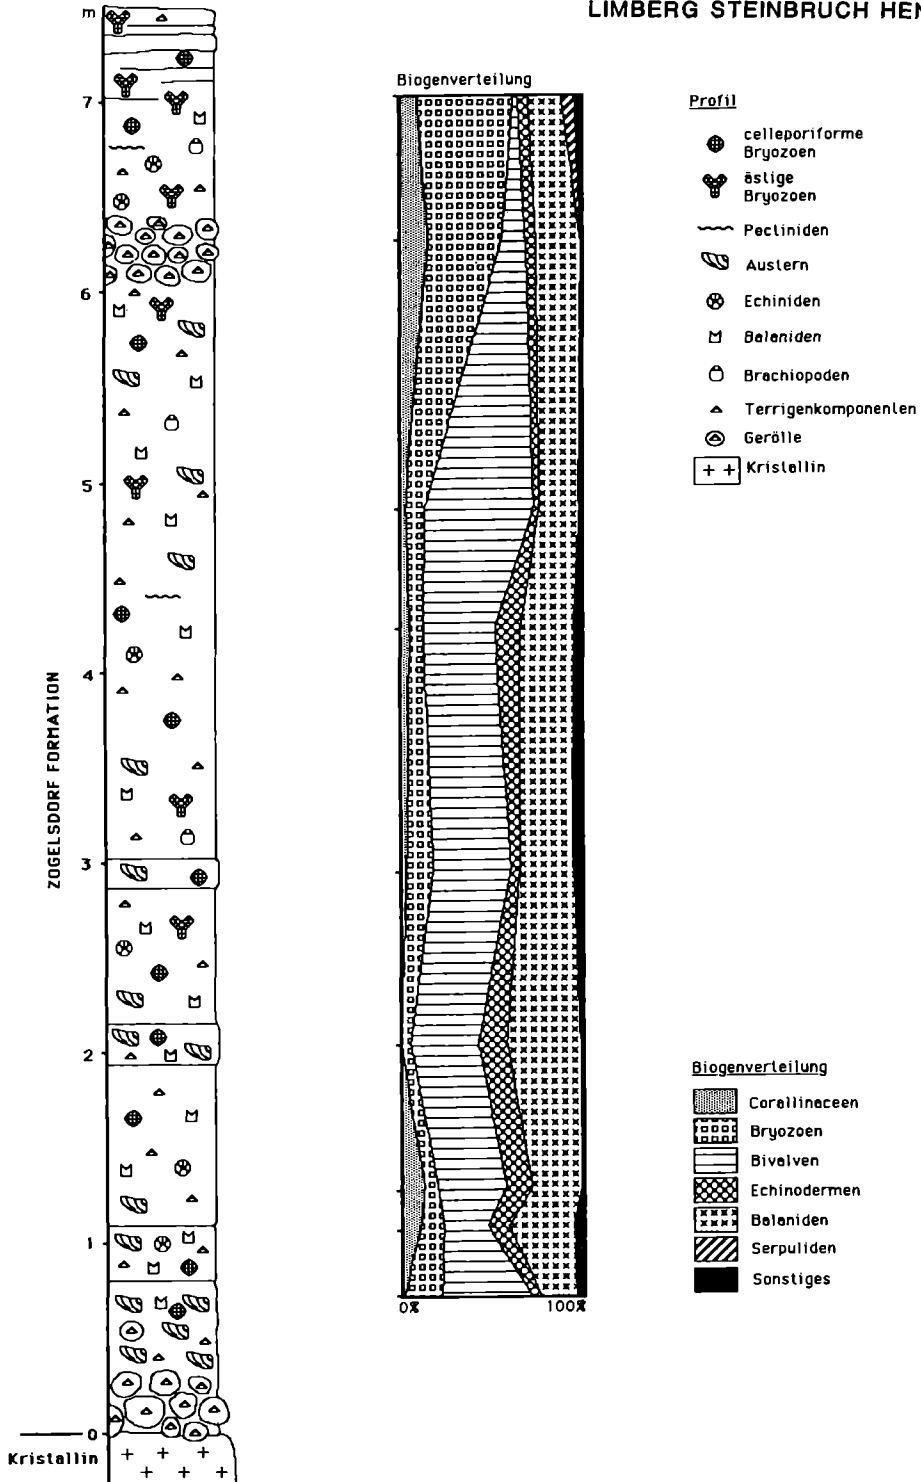 LIMBERG STEINBRUCH HEN
m
7
6
5
4
3
2
1
0
ZOGELSDORF FORMATION
Kristallin
Biogenverteilung
0%
100%
Profil
celleporiforme
Bryozoen
ästige
Bryozoen
Pectiniden
Austern
Echiniden
Balaniden
Brachiopoden
Terrigenkomponenten
Gerölle
Kristallin
Biogenverteilung
Corallinaceen
Bryozoen
Bivalven
Echinodermen
Balaniden
Serpuliden
Sonstiges